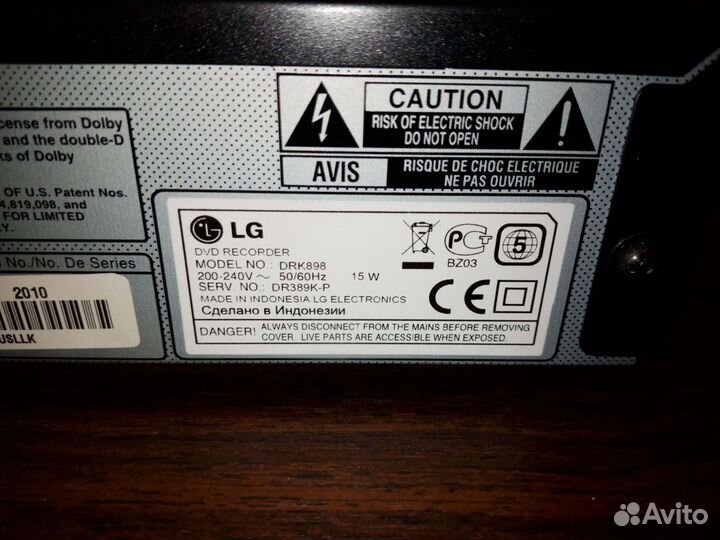 cense from Dolby
and the double-D
ks of Dolby
OF U.S. Patent Nos.
4,819,098, and
FOR LIMITED
LY.
l No./No. De Series
2010
USLLK
CAUTION
RISK OF ELECTRIC SHOCK
DO NOT OPEN
AVIS
RISQUE DE CHOC ELECTRIQUE
NE PAS OUVRIR
LG
DVD RECORDER
MODEL NO.: DRK898
200-240V ~ 50/60Hz 15 W
SERV. NO.: DR389K-P
MADE IN INDONESIA LG ELECTRONICS
Сделано в Индонезии
BZ03
5
CE
DANGER! ALWAYS DISCONNECT FROM THE MAINS BEFORE REMOVING
COVER. LIVE PARTS ARE ACCESSIBLE WHEN EXPOSED.
Avito